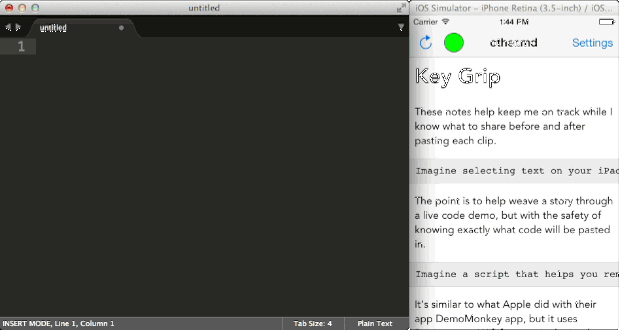 untitled
iOS Simulator – iPhone Retina (3.5-inch) / iOS...
untitled
1
Carrier
1:44 PM
Settings
Key Grip
These notes help keep me on track while I
know what to share before and after
pasting each clip.
Imagine selecting text on your iPad
The point is to help weave a story through
a live code demo, but with the safety of
knowing exactly what code will be pasted
in.
Imagine a script that helps you rem
It's similar to what Apple did with their
app DemoMonkey app, but it uses
INSERT MODE, Line 1, Column 1
Tab Size: 4
Plain Text